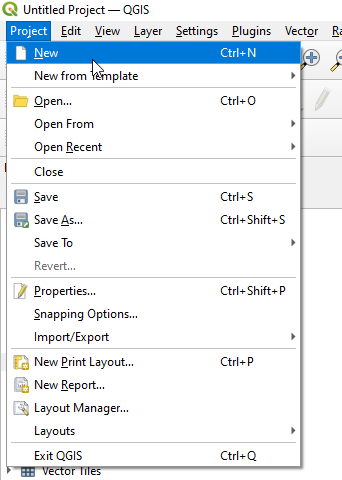 Untitled Project — QGIS
Project Edit View Layer Settings Plugins Vector
New Ctrl+N
New from Template
Open... Ctrl+O
Open From
Open Recent
Close
Save Ctrl+S
Save As... Ctrl+Shift+S
Save To
Revert...
Properties... Ctrl+Shift+P
Snapping Options...
Import/Export
New Print Layout... Ctrl+P
New Report...
Layout Manager...
Layouts
Exit QGIS Ctrl+Q
Vector Tiles